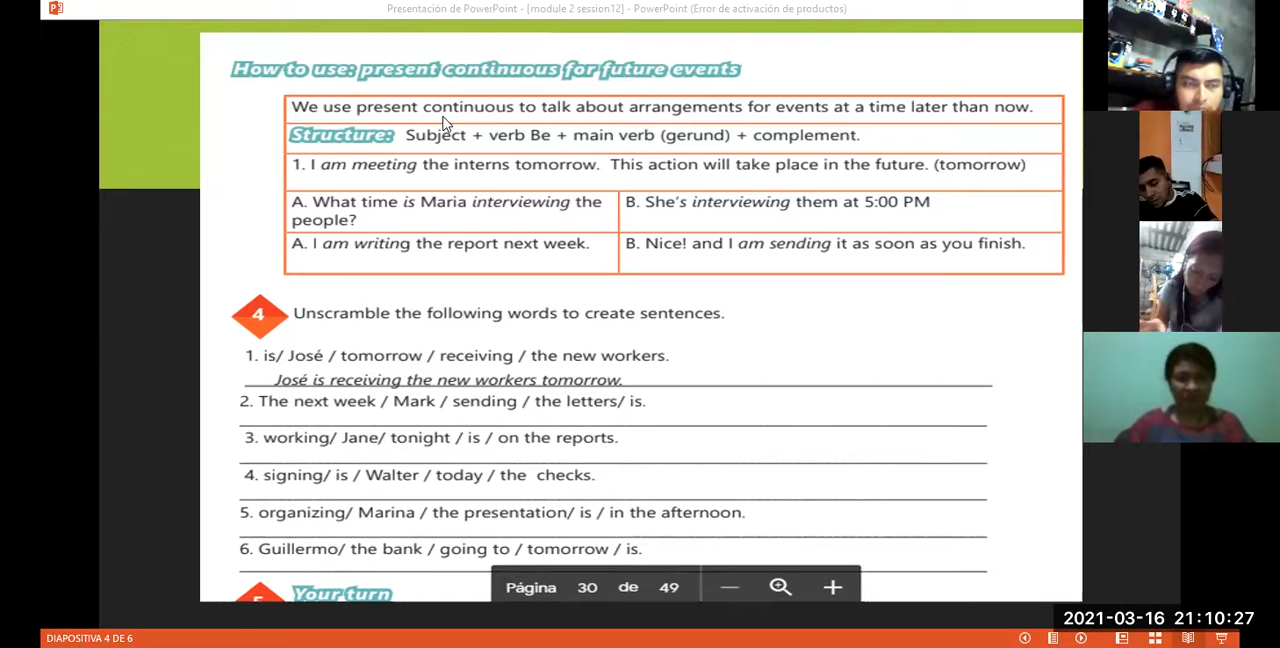 Presentación de PowerPoint - [module 2 session12] - PowerPoint (Error de activación de productos)
How to use: present continuous for future events
We use present continuous to talk about arrangements for events at a time later than now.
Structure: Subject + verb Be + main verb (gerund) + complement.
1. I am meeting the interns tomorrow. This action will take place in the future. (tomorrow)
A. What time is Maria interviewing the people?
B. She's interviewing them at 5:00 PM
A. I am writing the report next week.
B. Nice! and I am sending it as soon as you finish.
4 Unscramble the following words to create sentences.
1. is/ José / tomorrow / receiving / the new workers.
José is receiving the new workers tomorrow.
2. The next week / Mark / sending / the letters/ is.
3. working/ Jane/ tonight / is / on the reports.
4. signing/ is / Walter / today / the checks.
5. organizing/ Marina / the presentation/ is / in the afternoon.
6. Guillermo/ the bank / going to / tomorrow / is.
5 Your turn
Página 30 de 49
2021-03-16 21:10:27
DIAPOSITIVA 4 DE 6